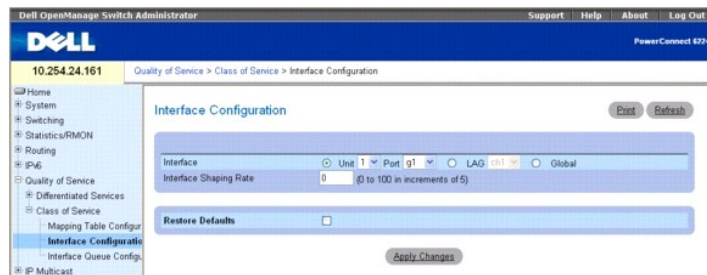 Dell OpenManage Switch Administrator
Support Help About Log Out
DELL
PowerConnect 622
10.254.24.161
Quality of Service > Class of Service > Interface Configuration
Home
System
Switching
Statistics/RMON
Routing
IPv6
Quality of Service
Differentiated Services
Class of Service
Mapping Table Configur
Interface Configuratio
Interface Queue Configu
IP Multicast
Interface Configuration
Print Refresh
Interface Unit 1 Port g1 LAG ch1 Global
Interface Shaping Rate 0 (0 to 100 in increments of 5)
Restore Defaults
Apply Changes